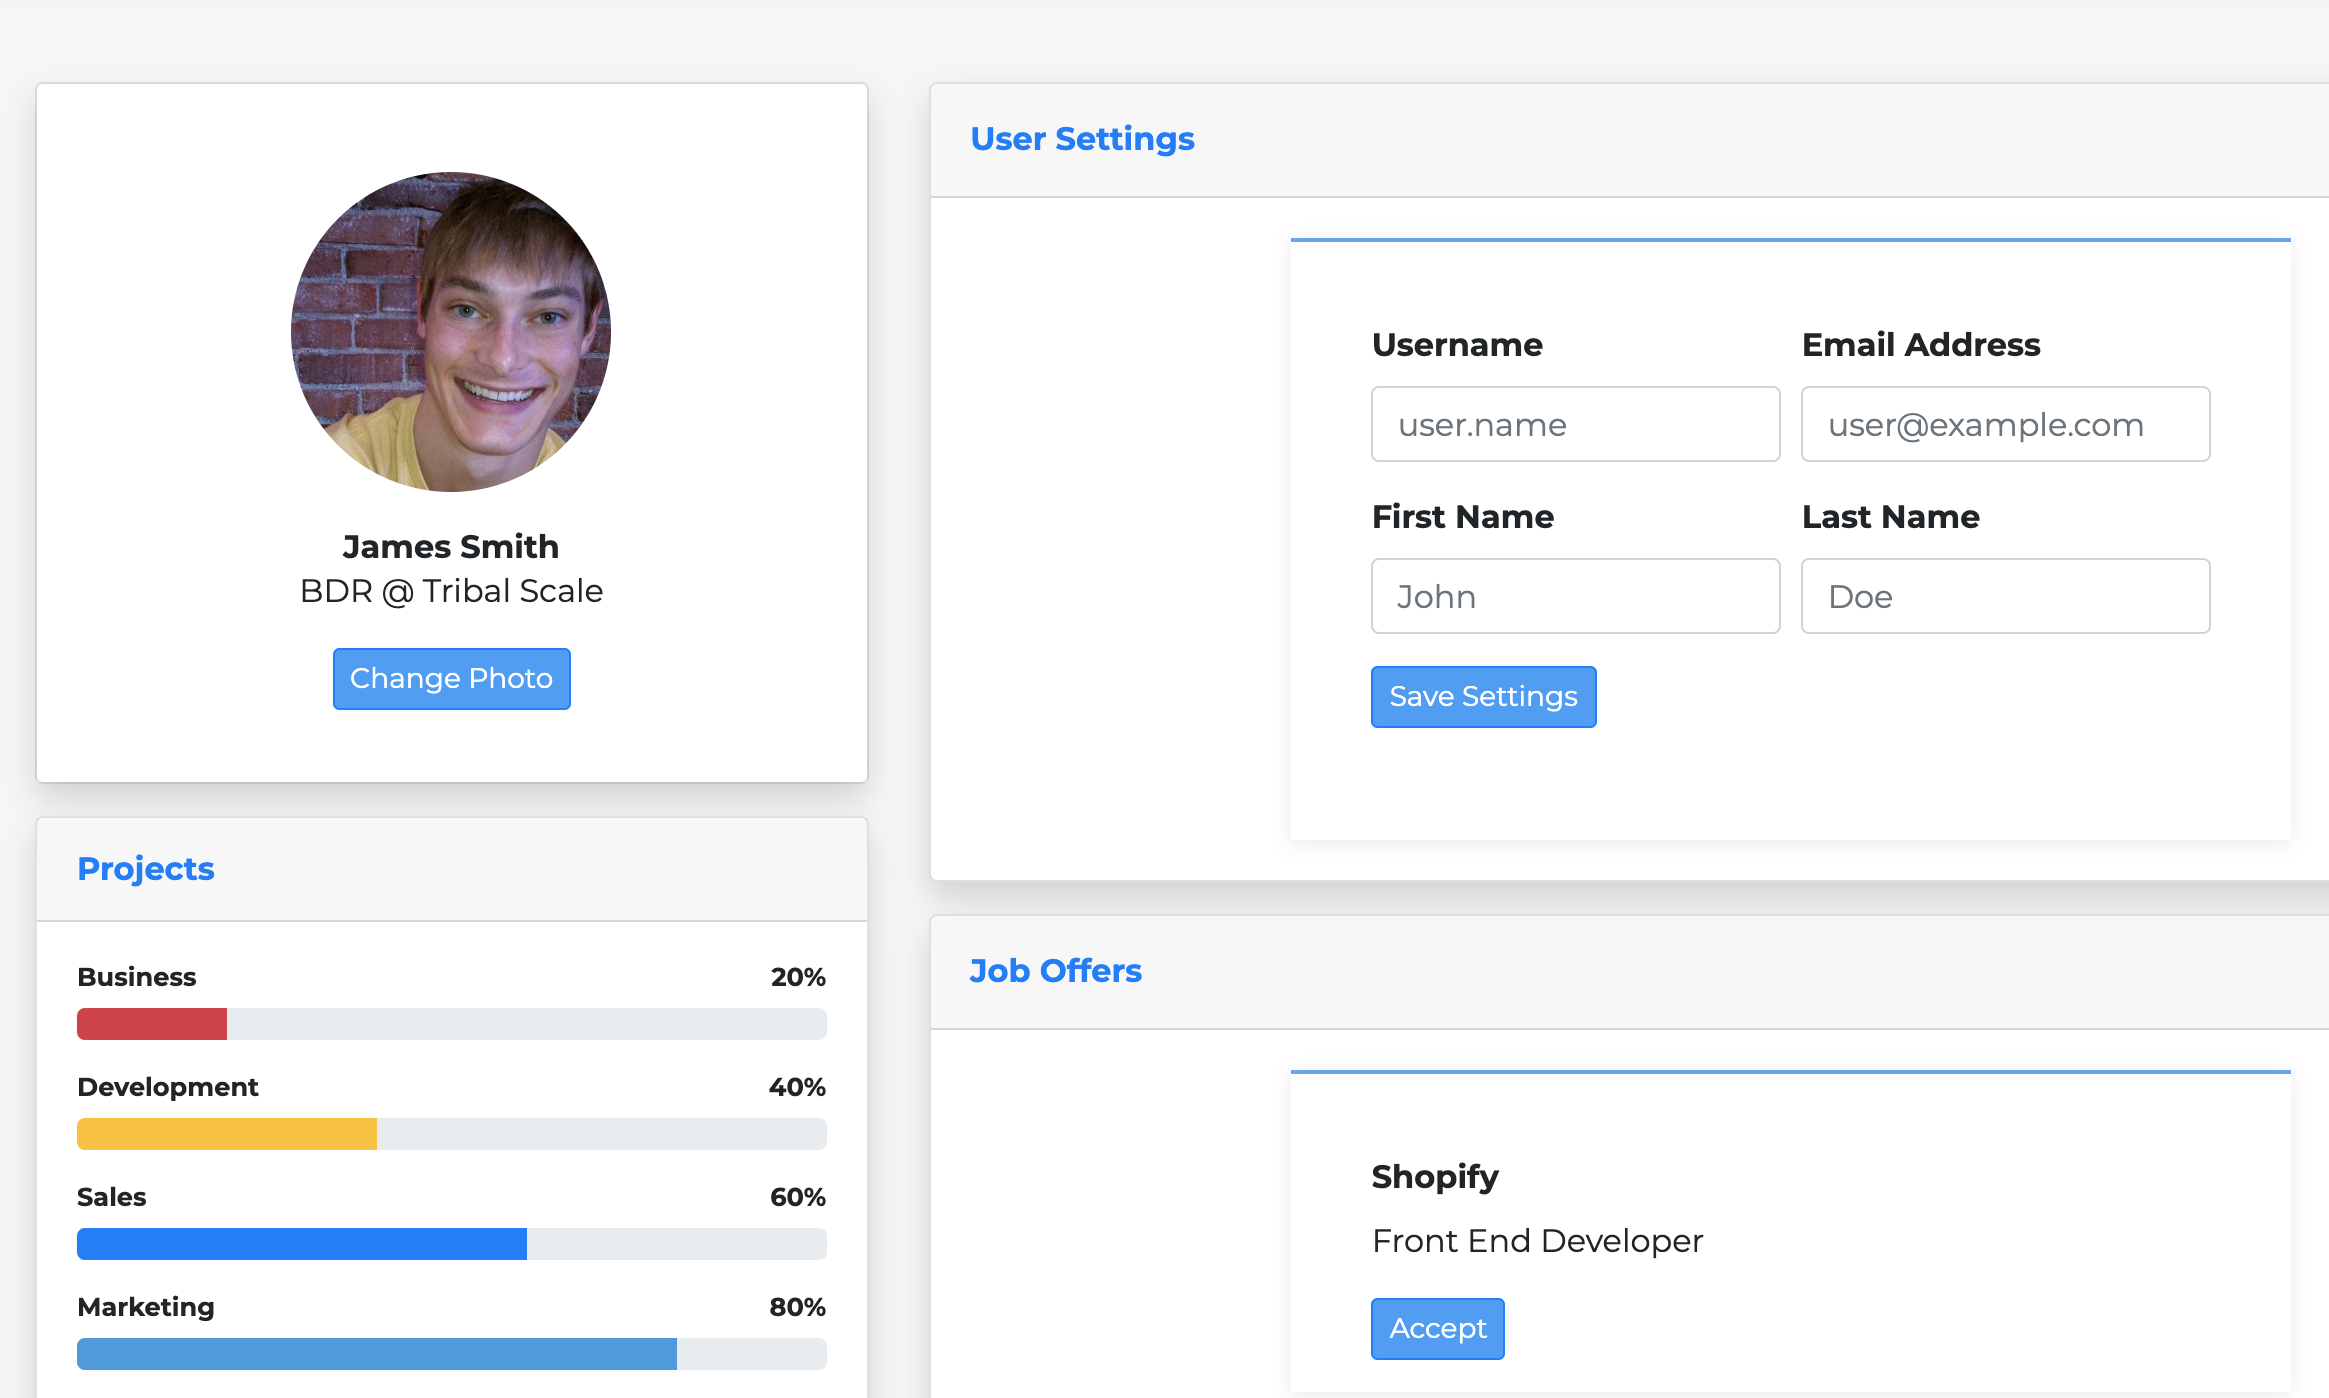 James Smith
BDR @ Tribal Scale
Change Photo
Projects
Business 20%
Development 40%
Sales 60%
Marketing 80%
User Settings
Username Email Address
user.name user@example.com
First Name Last Name
John Doe
Save Settings
Job Offers
Shopify
Front End Developer
Accept